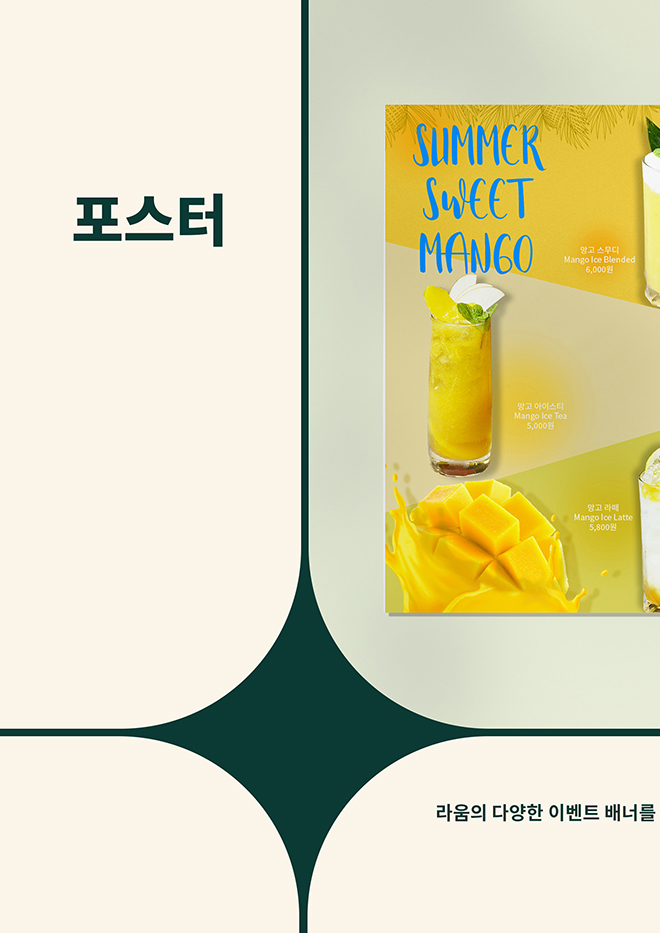 포스터
SUMMER
SWEET
MANGO
망고 스무디
Mango Ice Blended
6,000원
망고 아이스티
Mango Ice Tea
5,000원
망고 라떼
Mango Ice Latte
5,800원
라움의 다양한 이벤트 배너를